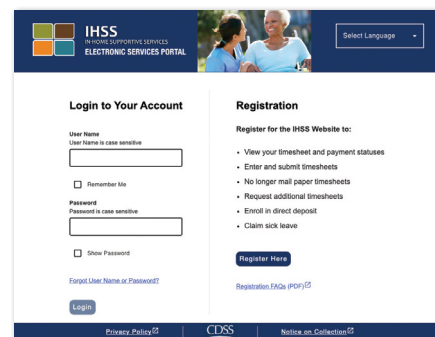 IHSS
IN-HOME SUPPORTIVE SERVICES
ELECTRONIC SERVICES PORTAL
Select Language
Login to Your Account
User Name
User Name is case sensitive
Remember Me
Password
Password is case sensitive
Show Password
Forgot User Name or Password?
Login
Registration
Register for the IHSS Website to:
• View your timesheet and payment statuses
• Enter and submit timesheets
• No longer mail paper timesheets
• Request additional timesheets
• Enroll in direct deposit
• Claim sick leave
Register Here
Registration FAQs (PDF)
Privacy Policy
CDSS
Notice on Collection